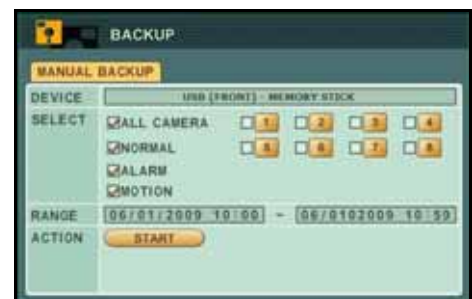 BACKUP
MANUAL BACKUP
DEVICE USB (FRONT) - MEMORY STICK
SELECT ALL CAMERA 1 2 3 4
NORMAL 5 6 7 8
ALARM
MOTION
RANGE 06/01/2009 10:00 ~ 06/0102009 10:59
ACTION START